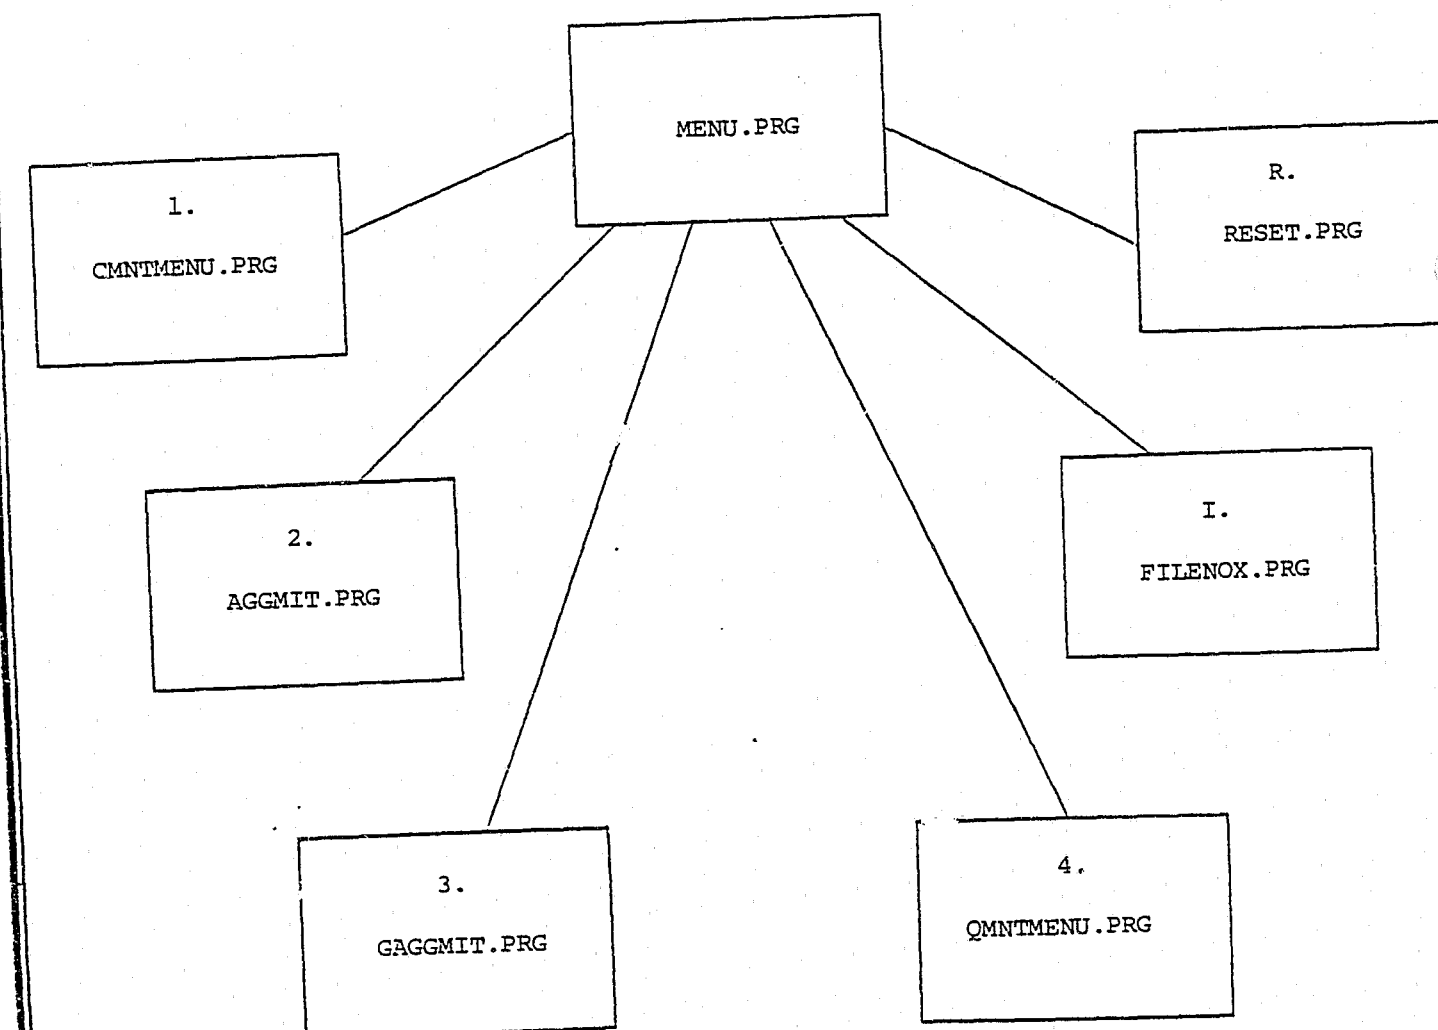 MENU.PRG
1.
CMNTMENU.PRG
R.
RESET.PRG
2.
AGGMIT.PRG
I.
FILENOX.PRG
3.
GAGGMIT.PRG
4.
QMNTMENU.PRG